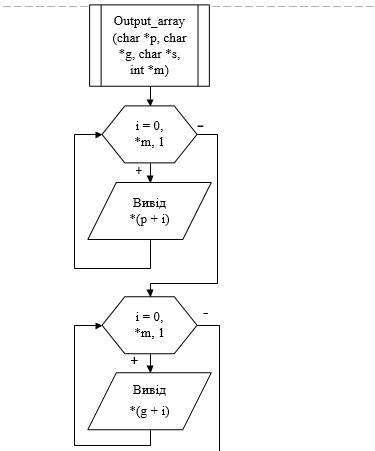 Output_array
(char *p, char
*g, char *s,
int *m)
i = 0,
*m, 1
–
+
Вивід
*(p + i)
i = 0,
*m, 1
-
+
Вивід
*(g + i)